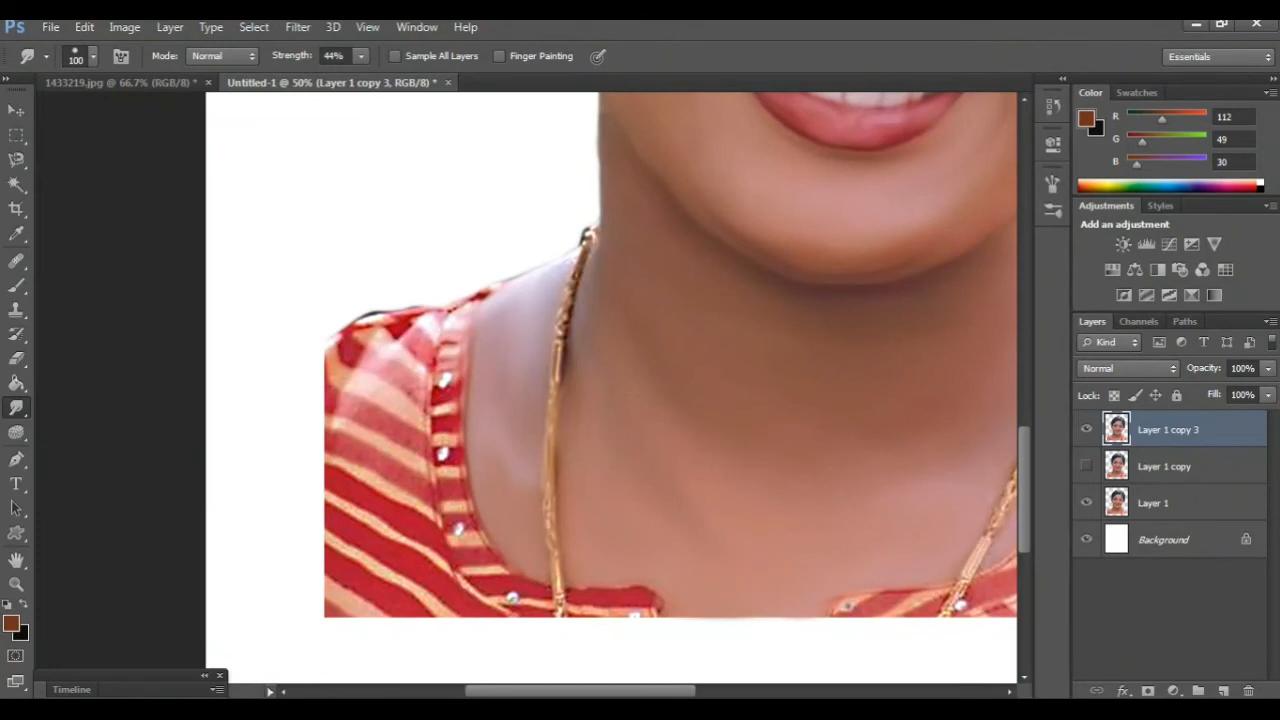 Ps File Edit Image Layer Type Select Filter 3D View Window Help
100 Mode: Normal Strength: 44% Sample All Layers Finger Painting Essentials
1433219.jpg @ 66.7% (RGB/8) * × Untitled-1 @ 50% (Layer 1 copy 3, RGB/8) * ×
Color Swatches
R 112
G 49
B 30
Adjustments Styles
Add an adjustment
Layers Channels Paths
Kind
Normal Opacity: 100%
Lock: Fill: 100%
Layer 1 copy 3
Layer 1 copy
Layer 1
Background
Timeline